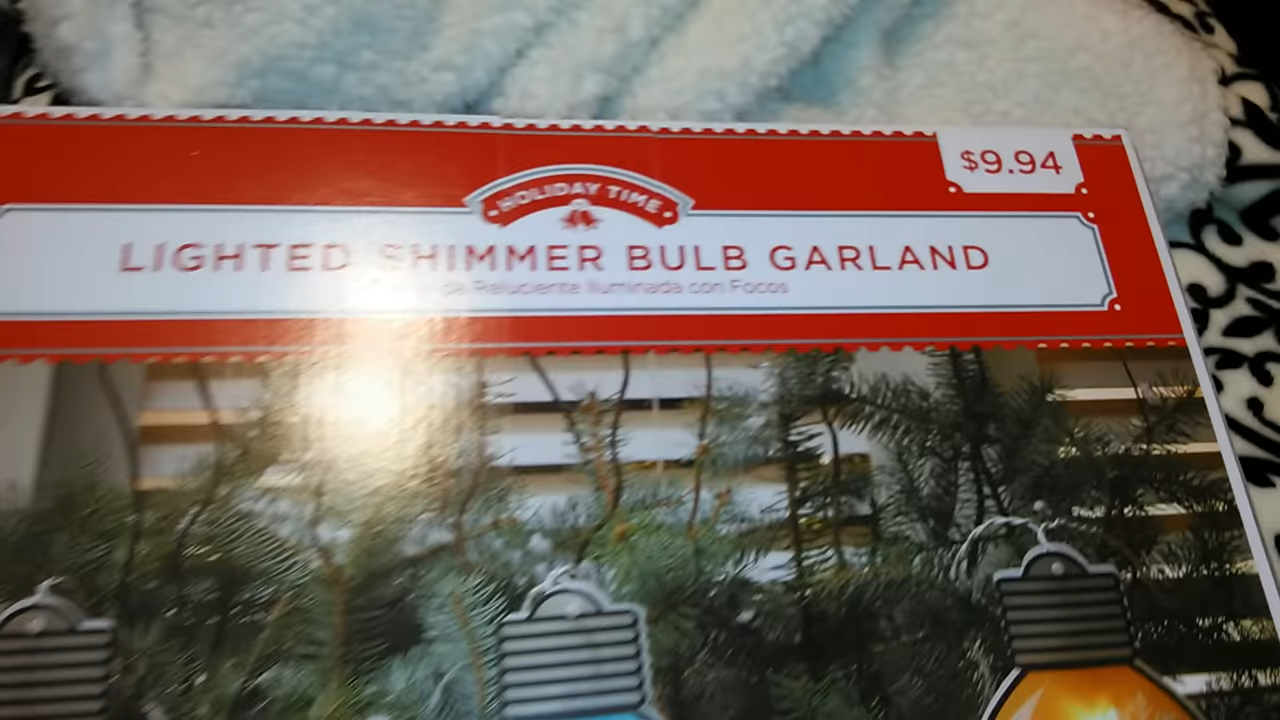 $9.94
HOLIDAY TIME
LIGHTED SHIMMER BULB GARLAND
Reluciente Iluminada con Focos